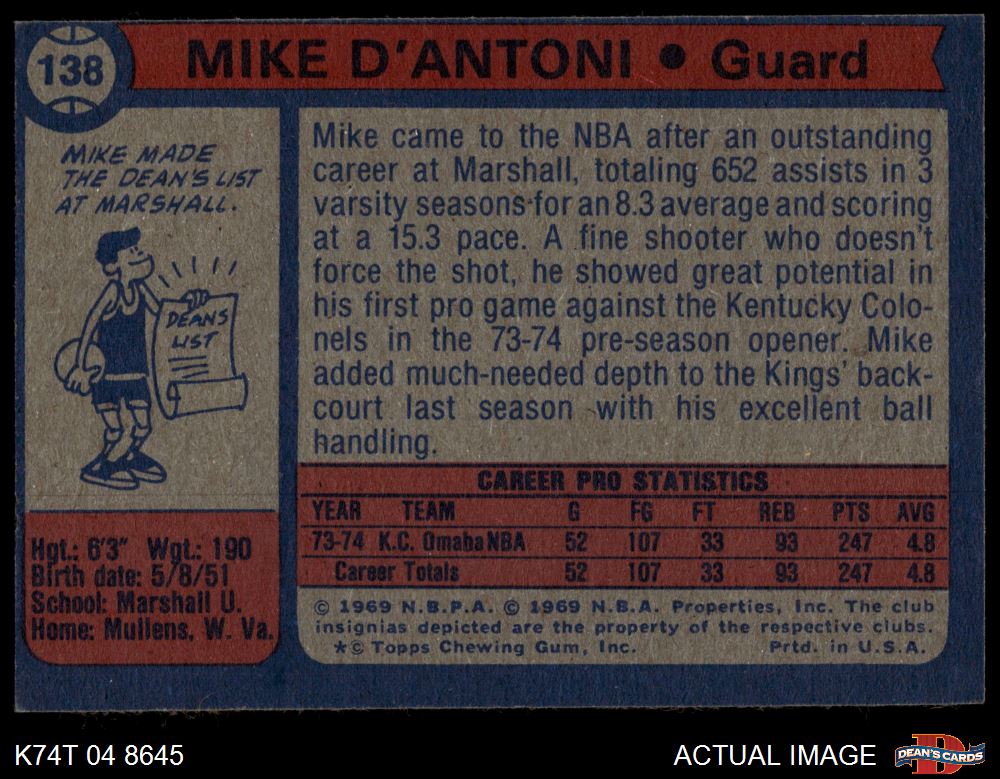 138
MIKE D'ANTONI ● Guard
MIKE MADE
THE DEAN'S LIST
AT MARSHALL.
DEAN'S
LIST
Hgt.: 6'3" Wgt.: 190
Birth date: 5/8/51
School: Marshall U.
Home: Mullens, W. Va.
Mike came to the NBA after an outstanding
career at Marshall, totaling 652 assists in 3
varsity seasons for an 8.3 average and scoring
at a 15.3 pace. A fine shooter who doesn't
force the shot, he showed great potential in
his first pro game against the Kentucky Colo-
nels in the 73-74 pre-season opener. Mike
added much-needed depth to the Kings' back-
court last season with his excellent ball
handling.
CAREER PRO STATISTICS
YEAR TEAM G FG FT REB PTS AVG
73-74 K.C. Omaha NBA 52 107 33 93 247 4.8
Career Totals 52 107 33 93 247 4.8
© 1969 N.B.P.A. © 1969 N.B.A. Properties, Inc. The club
insignias depicted are the property of the respective clubs.
*© Topps Chewing Gum, Inc. Prtd. in U.S.A.
K74T 04 8645
ACTUAL IMAGE
DEAN'S CARDS